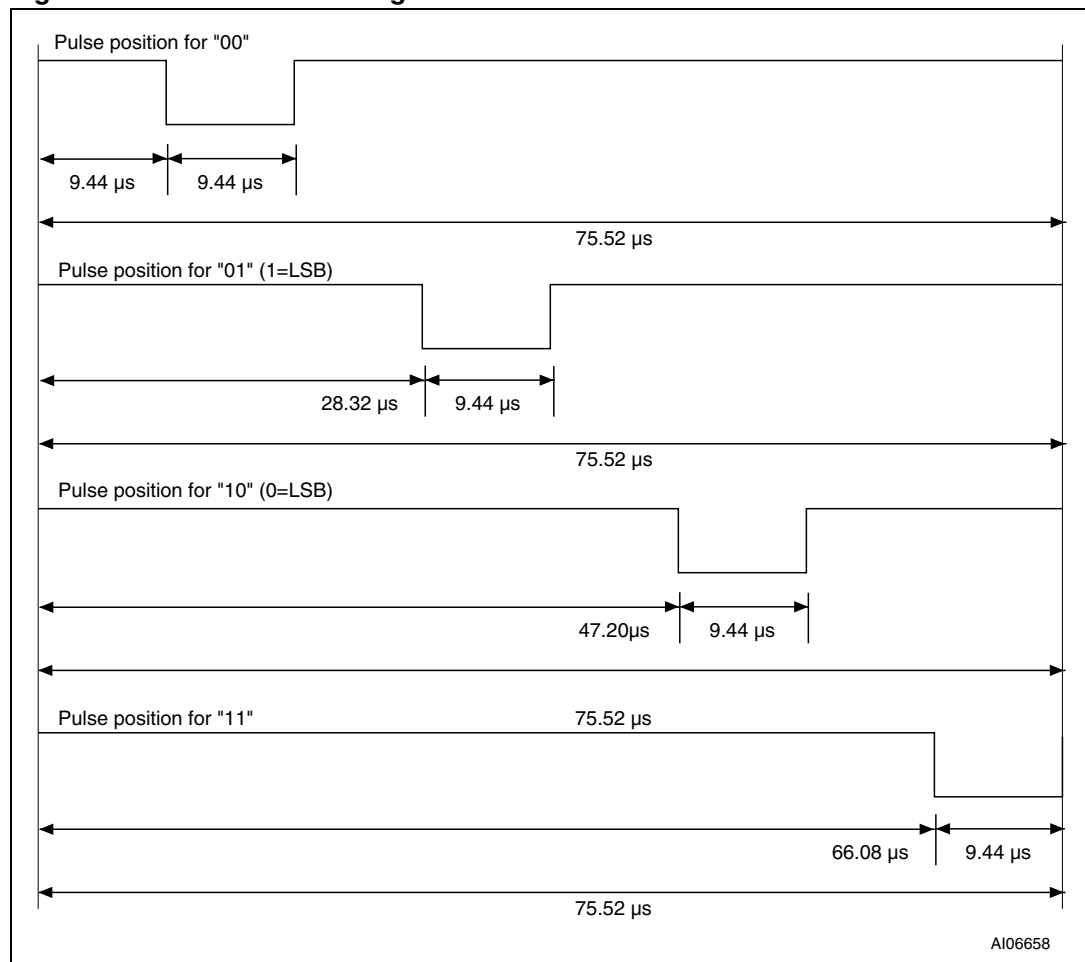 Pulse position for "00"
9.44 µs 9.44 µs
75.52 µs
Pulse position for "01" (1=LSB)
28.32 µs 9.44 µs
75.52 µs
Pulse position for "10" (0=LSB)
47.20µs 9.44 µs
Pulse position for "11" 75.52 µs
66.08 µs 9.44 µs
75.52 µs
AI06658